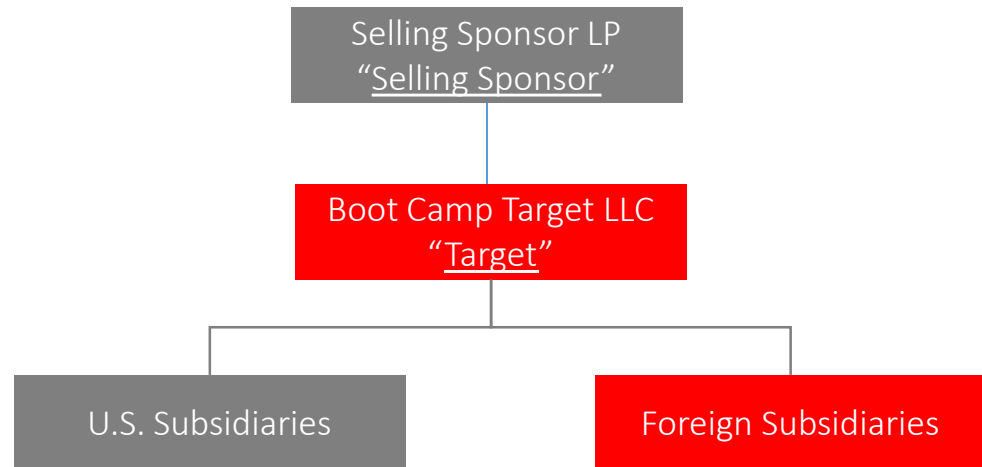 Selling Sponsor LP
“Selling Sponsor”
Boot Camp Target LLC
“Target”
U.S. Subsidiaries
Foreign Subsidiaries